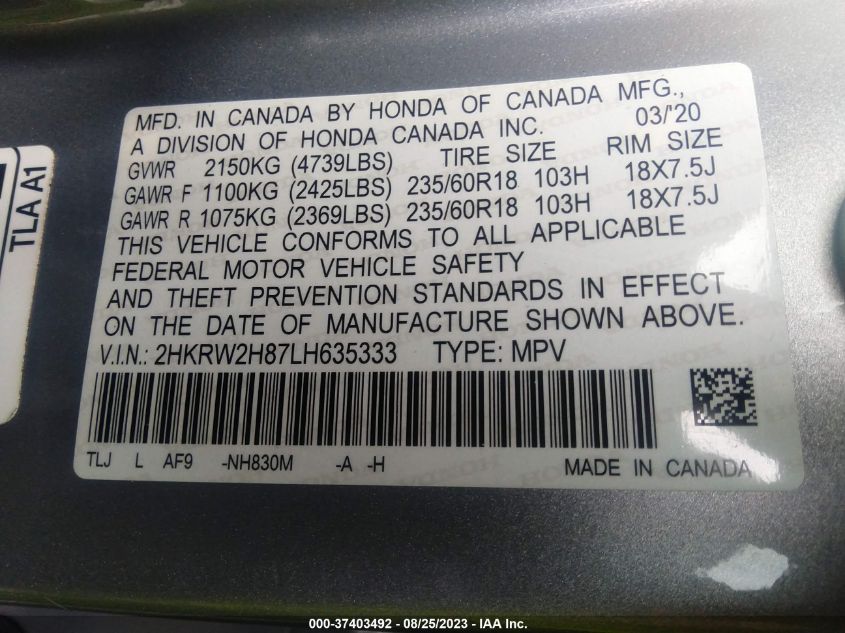 MFD. IN CANADA BY HONDA OF CANADA MFG.,
A DIVISION OF HONDA CANADA INC. 03/'20
GVWR 2150KG (4739LBS) TIRE SIZE RIM SIZE
GAWR F 1100KG (2425LBS) 235/60R18 103H 18X7.5J
GAWR R 1075KG (2369LBS) 235/60R18 103H 18X7.5J
THIS VEHICLE CONFORMS TO ALL APPLICABLE
FEDERAL MOTOR VEHICLE SAFETY
AND THEFT PREVENTION STANDARDS IN EFFECT
ON THE DATE OF MANUFACTURE SHOWN ABOVE.
V.I.N.: 2HKRW2H87LH635333 TYPE: MPV
TLJ L AF9 -NH830M -A -H MADE IN CANADA
TLA A1
000-37403492 - 08/25/2023 - IAA Inc.